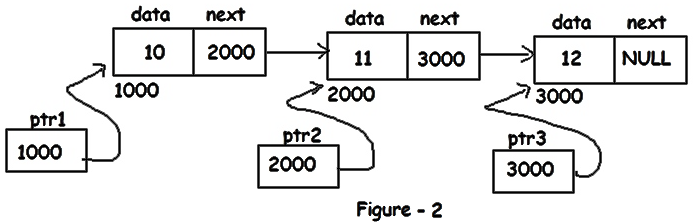 data next data next data next
10 2000 11 3000 12 NULL
1000 2000 3000
ptr1 ptr2 ptr3
1000 2000 3000
Figure - 2